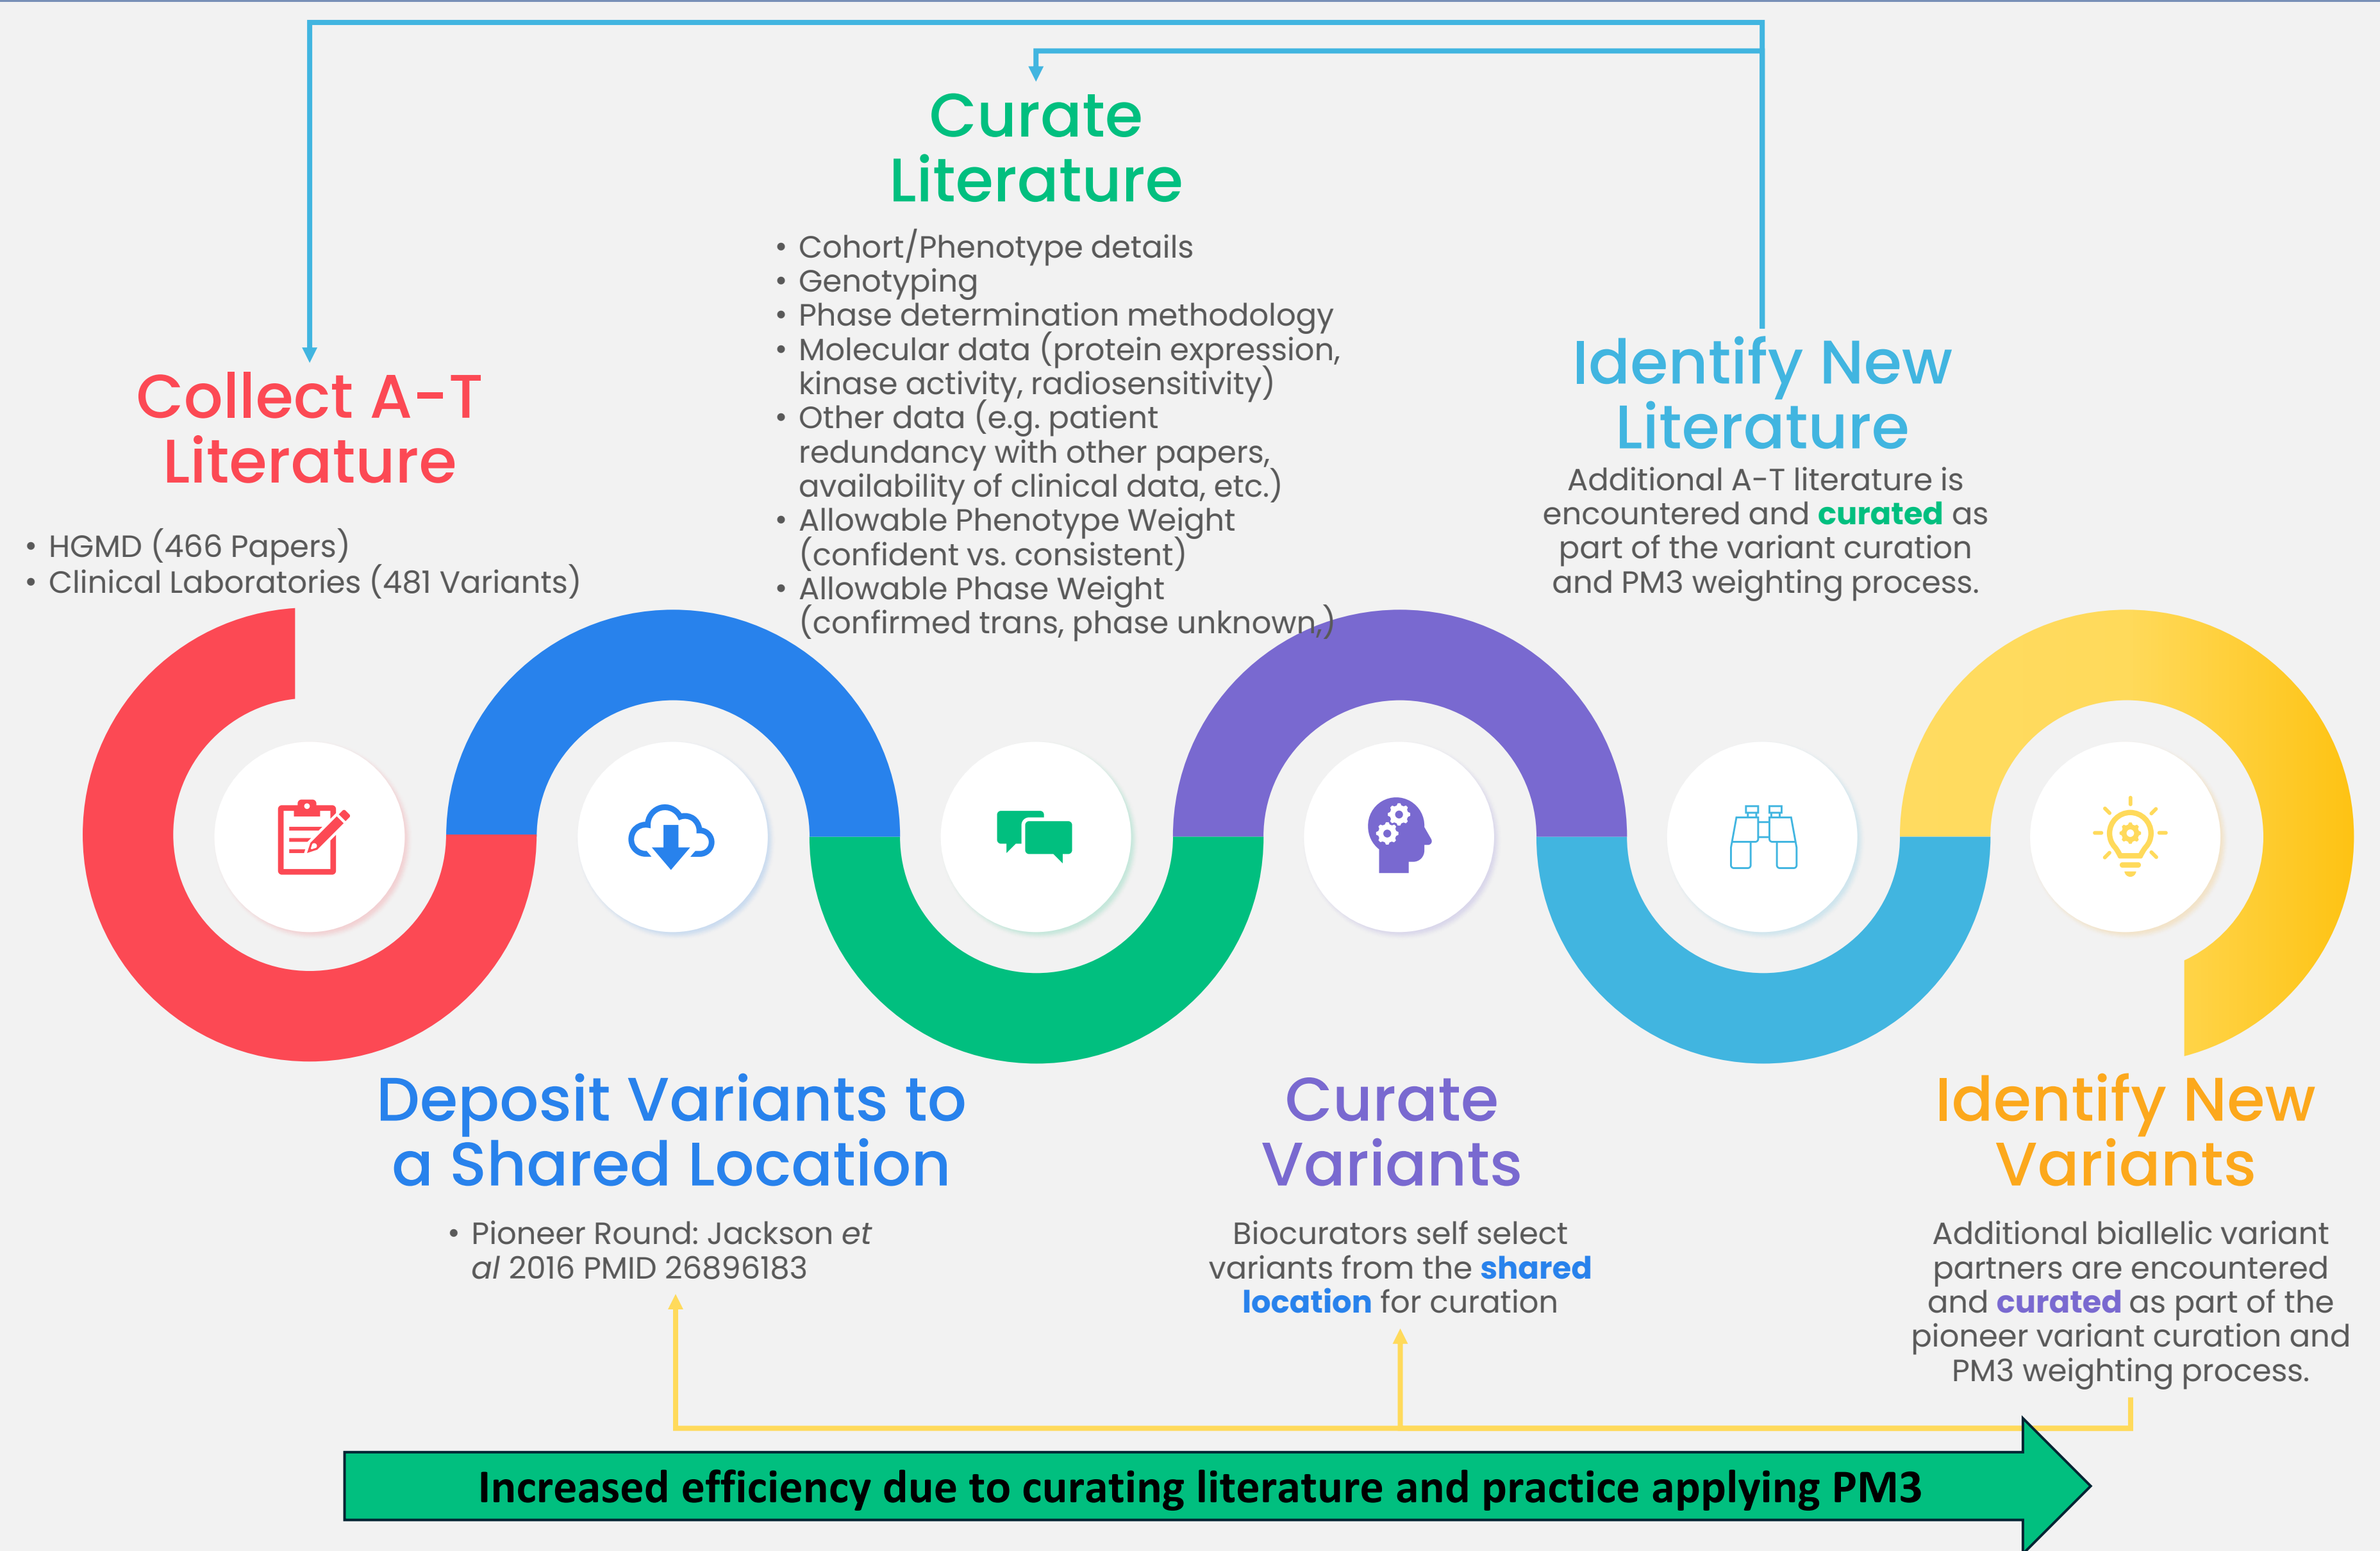 Collect A-T
Literature
• HGMD (466 Papers)
• Clinical Laboratories (481 Variants)
Deposit Variants to
a Shared Location
• Pioneer Round: Jackson et
al 2016 PMID 26896183
Curate
Literature
• Cohort/Phenotype details
• Genotyping
• Phase determination methodology
• Molecular data (protein expression,
kinase activity, radiosensitivity)
• Other data (e.g. patient
redundancy with other papers,
availability of clinical data, etc.)
• Allowable Phenotype Weight
(confident vs. consistent)
• Allowable Phase Weight
(confirmed trans, phase unknown,)
Curate
Variants
Biocurators self select
variants from the shared
location for curation
Identify New
Literature
Additional A-T literature is
encountered and curated as
part of the variant curation
and PM3 weighting process.
Identify New
Variants
Additional biallelic variant
partners are encountered
and curated as part of the
pioneer variant curation and
PM3 weighting process.
Increased efficiency due to curating literature and practice applying PM3